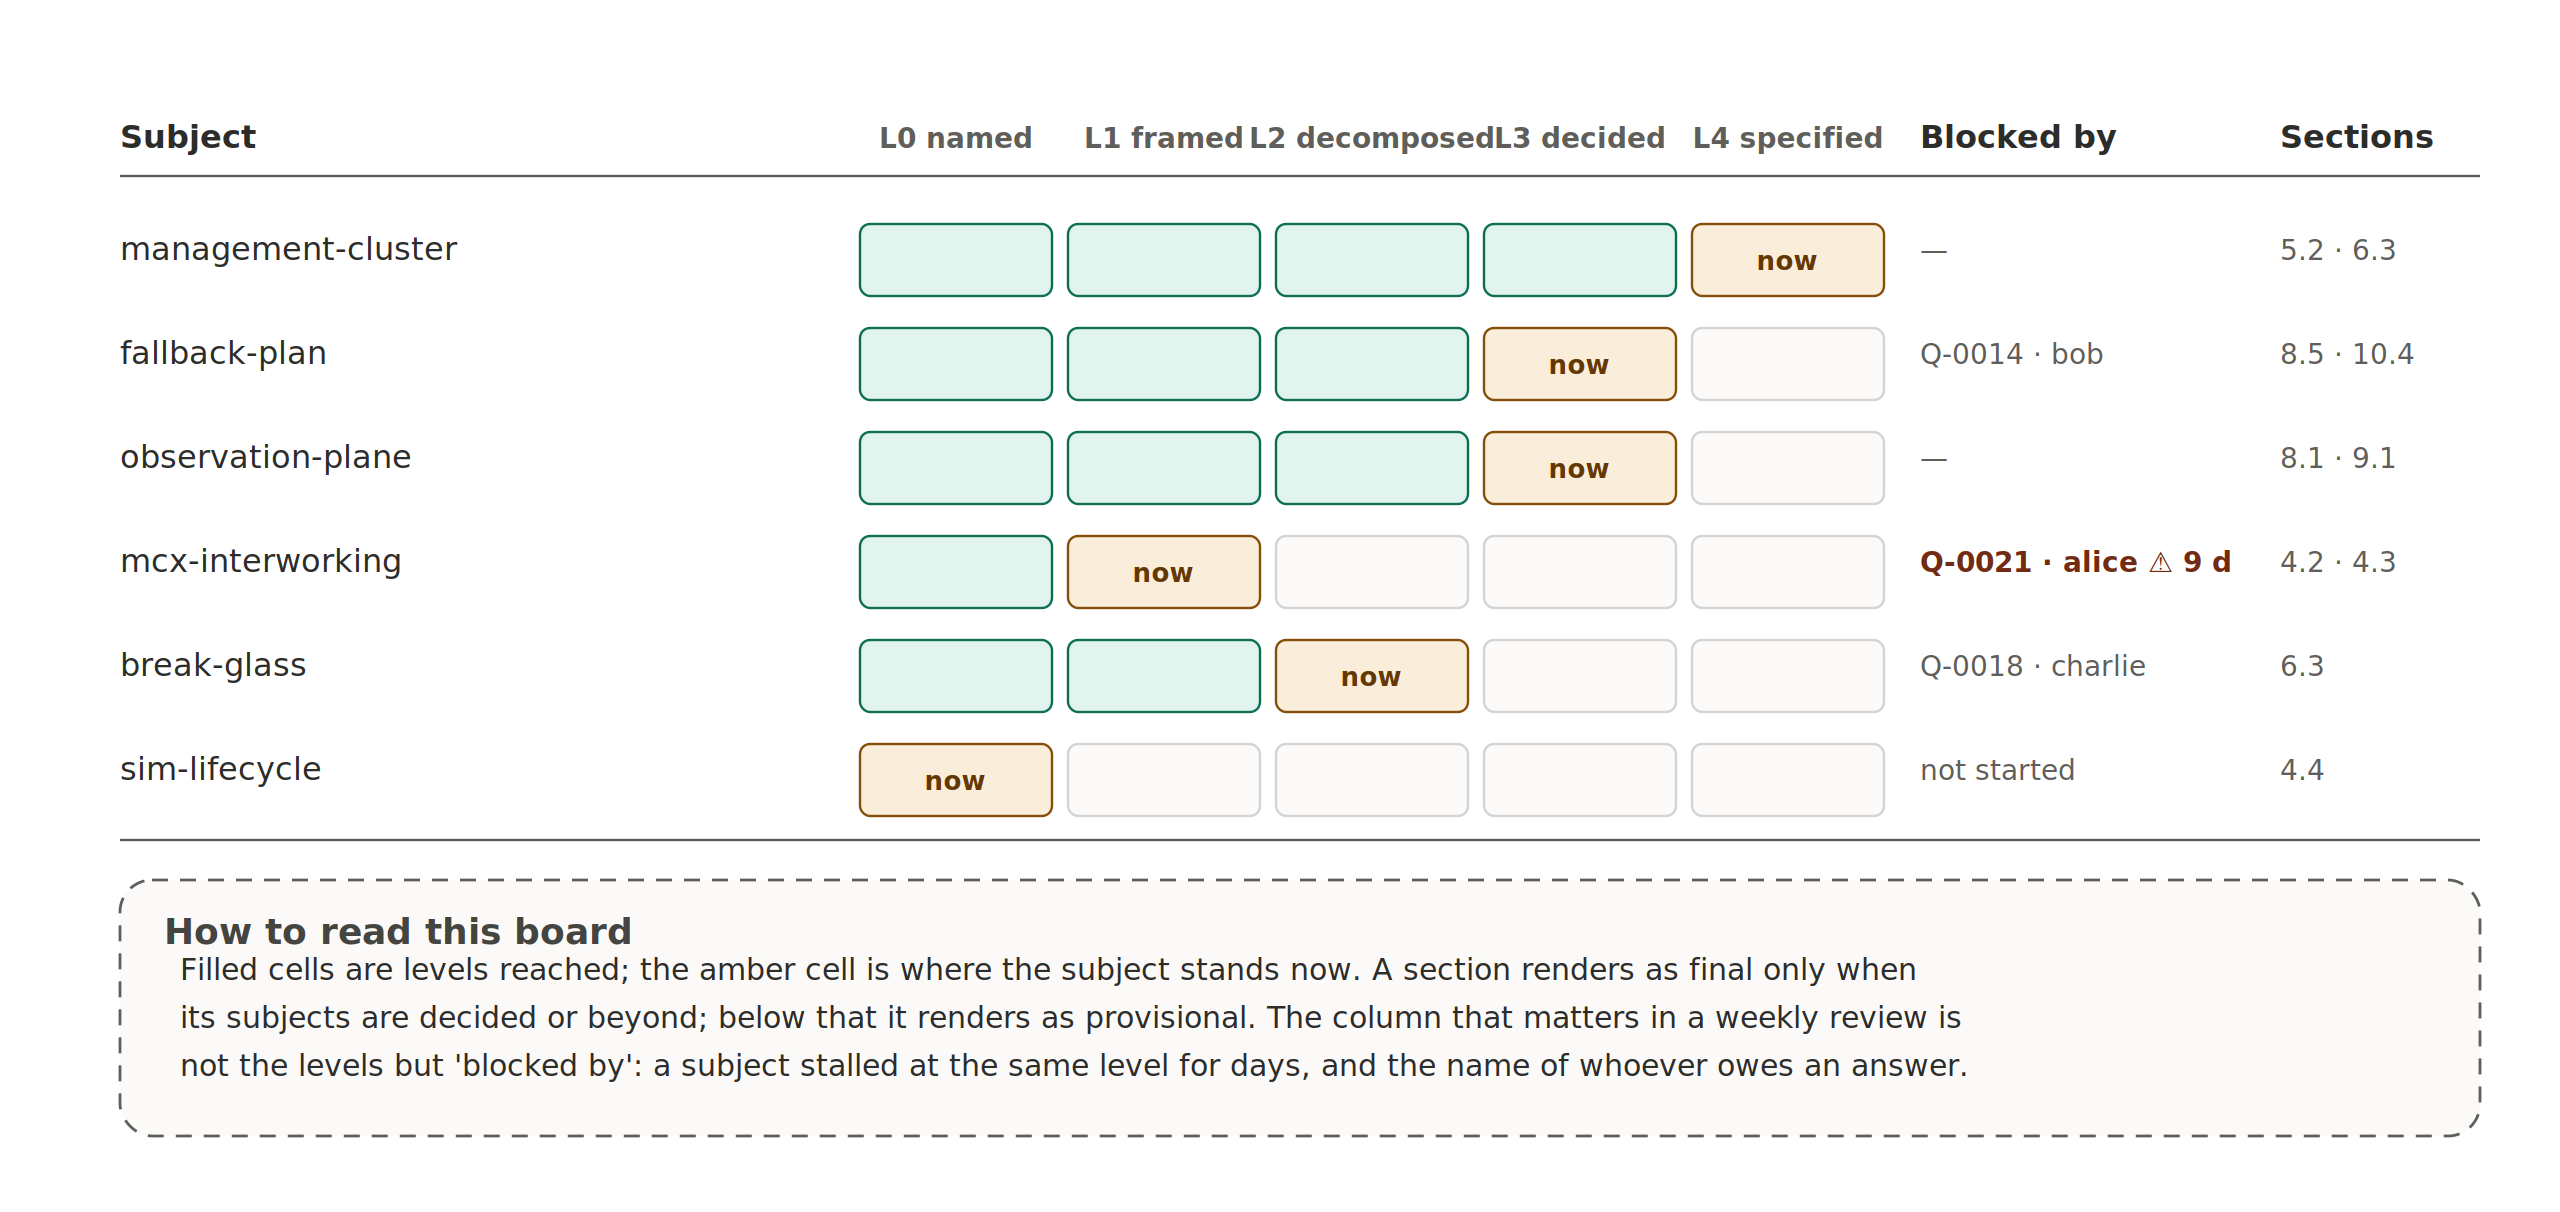 Subject L0 named L1 framed L2 decomposed L3 decided L4 specified Blocked by Sections
management-cluster now — 5.2 · 6.3
fallback-plan now Q-0014 · bob 8.5 · 10.4
observation-plane now — 8.1 · 9.1
mcx-interworking now Q-0021 · alice ⚠ 9 d 4.2 · 4.3
break-glass now Q-0018 · charlie 6.3
sim-lifecycle now not started 4.4
How to read this board
Filled cells are levels reached; the amber cell is where the subject stands now. A section renders as final only when
its subjects are decided or beyond; below that it renders as provisional. The column that matters in a weekly review is
not the levels but 'blocked by': a subject stalled at the same level for days, and the name of whoever owes an answer.